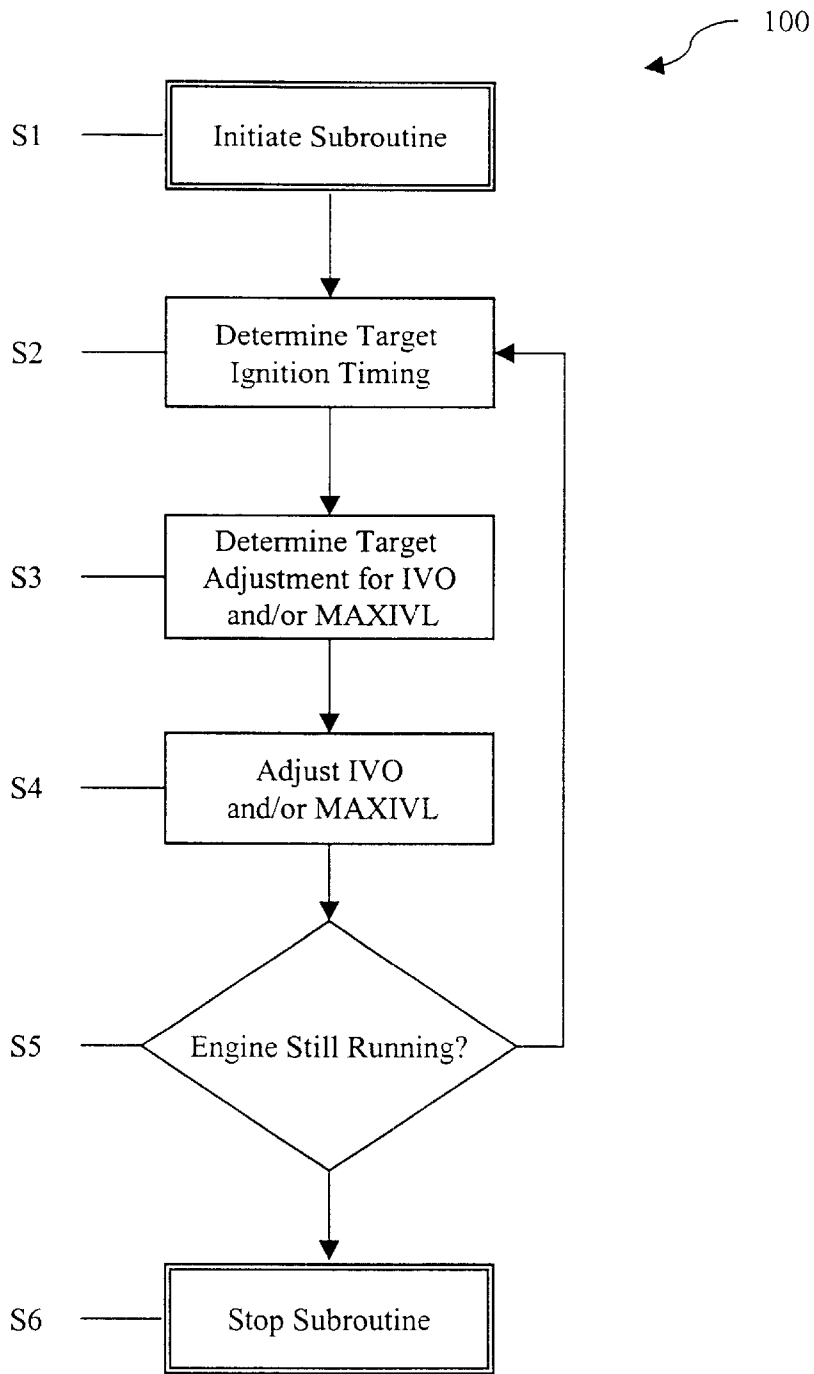 100
S1
Initiate Subroutine
S2
Determine Target
Ignition Timing
S3
Determine Target
Adjustment for IVO
and/or MAXIVL
S4
Adjust IVO
and/or MAXIVL
S5
Engine Still Running?
S6
Stop Subroutine